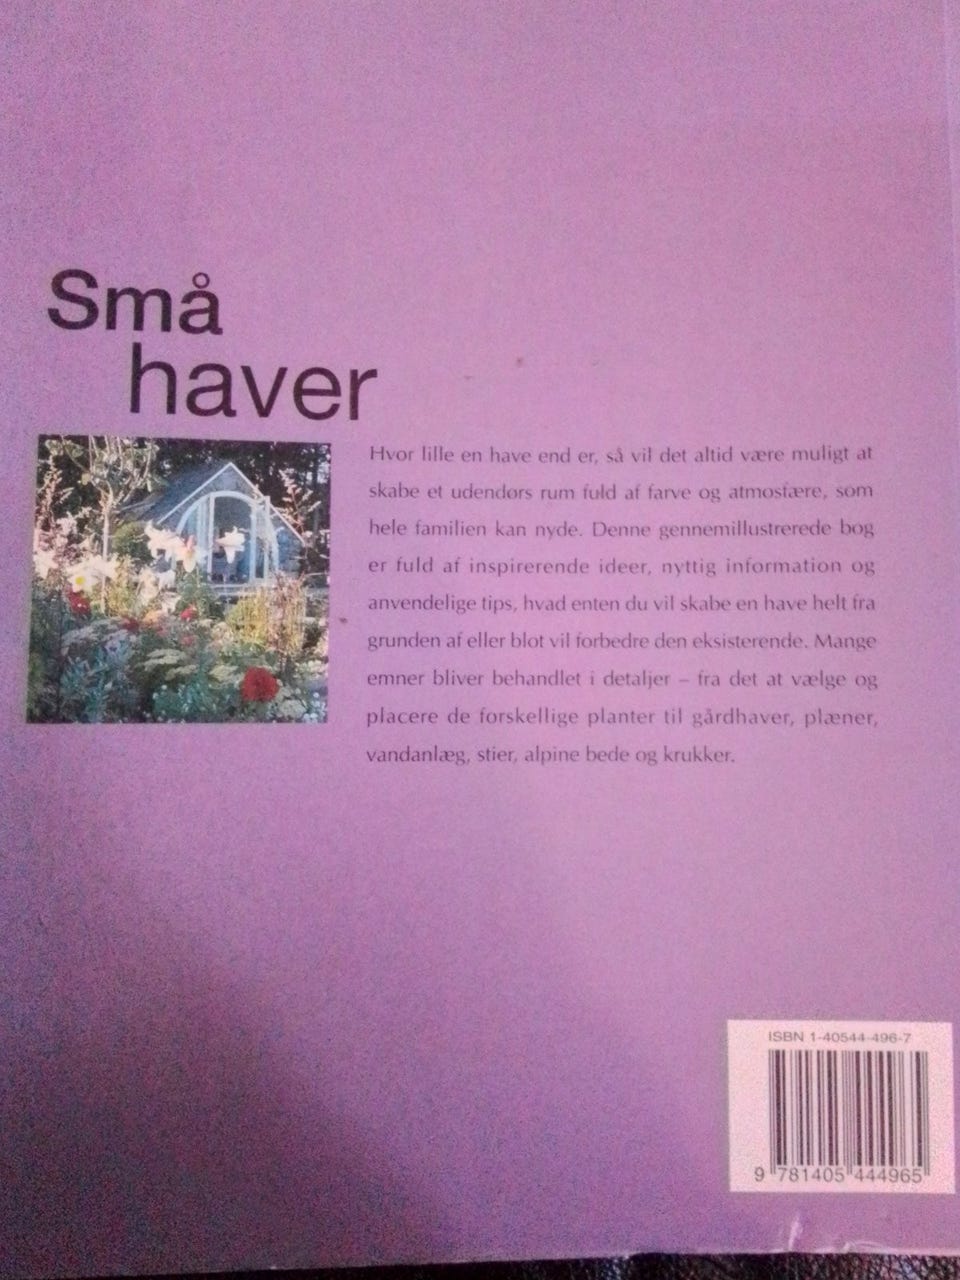 Små
haver
Hvor lille en have end er, så vil det altid være muligt at
skabe et udendørs rum fuld af farve og atmosfære, som
hele familien kan nyde. Denne gennemillustrerede bog
er fuld af inspirerende ideer, nyttig information og
anvendelige tips, hvad enten du vil skabe en have helt fra
grunden af eller blot vil forbedre den eksisterende. Mange
emner bliver behandlet i detaljer – fra det at vælge og
placere de forskellige planter til gårdhaver, plæner,
vandanlæg, stier, alpine bede og krukker.
ISBN 1-40544-496-7
9 781405 444965